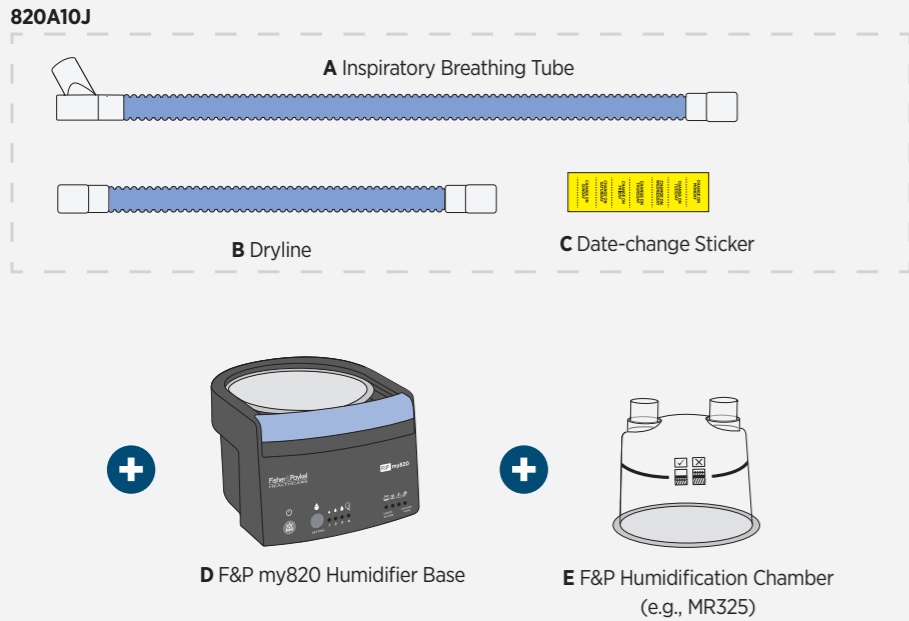 820A10J
A Inspiratory Breathing Tube
B Dryline
C Date-change Sticker
Fisher & Paykel
HEALTHCARE
F&P my820
D F&P my820 Humidifier Base
E F&P Humidification Chamber
(e.g., MR325)